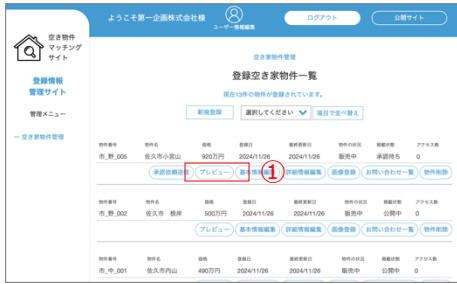 空き物件
マッチング
サイト
ようこそ第一企画株式会社様
ユーザー情報編集
ログアウト
公開サイト
登録情報
管理サイト
管理メニュー
ー 空き家物件管理
空き家物件管理
登録空き家物件一覧
現在13件の物件が登録されています。
新規登録 選択してください 項目で並べ替え
物件番号 物件名 価格 登録日 最終更新日 物件の状況 掲載状態 アクセス数
市_野_005 佐久市小宮山 920万円 2024/11/26 2024/11/26 販売中 承認待ち 0
承認依頼送信 プレビュー ① 基本情報編集 詳細情報編集 画像登録 お問い合わせ一覧 物件削除
物件番号 物件名 価格 登録日 最終更新日 物件の状況 掲載状態 アクセス数
市_野_002 佐久市 根岸 500万円 2024/11/26 2024/11/26 販売中 公開中 0
プレビュー 基本情報編集 詳細情報編集 画像登録 お問い合わせ一覧 物件削除
物件番号 物件名 価格 登録日 最終更新日 物件の状況 掲載状態 アクセス数
市_中_001 佐久市内山 490万円 2024/11/26 2024/11/26 販売中 公開中 0